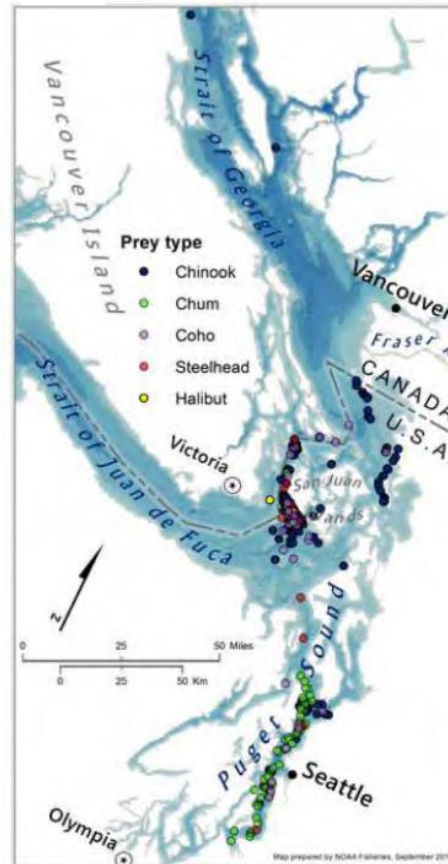 Vancouver Island
Strait of Georgia
Prey type
Chinook
Chum
Coho
Steelhead
Halibut
Vancouver
Fraser
CANADA
U.S.A
Victoria
San Juan
Strait of Juan de Fuca
N
0 25 50 Miles
0 25 50 Km
Puget Sound
Seattle
Olympia
Map prepared by NOAA Fisheries, September